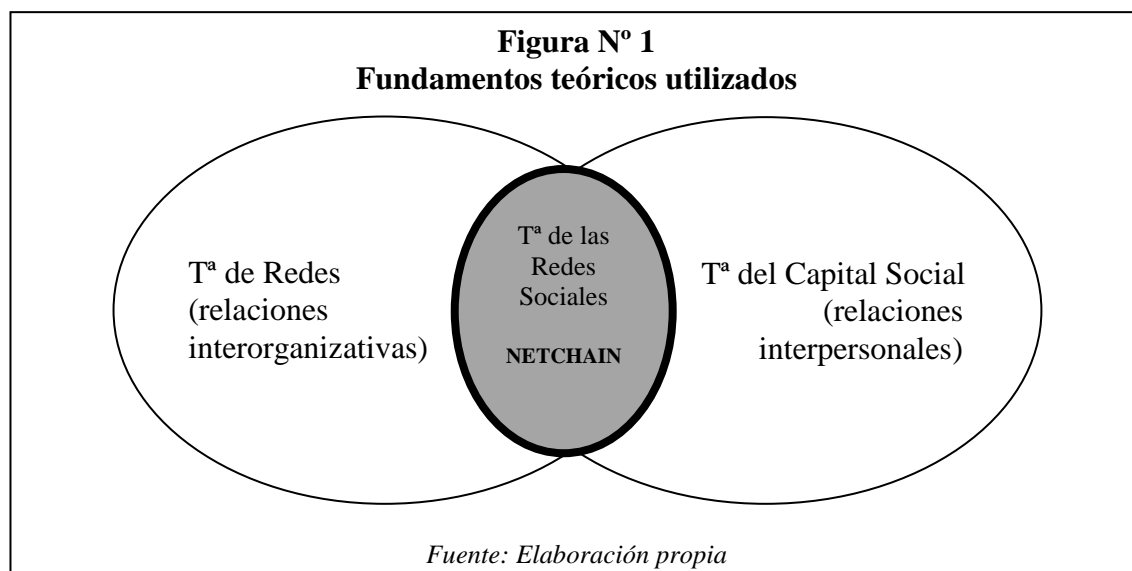 Figura Nº 1
Fundamentos teóricos utilizados
Tª de Redes
(relaciones
interorganizativas)
Tª de las
Redes
Sociales
NETCHAIN
Tª del Capital Social
(relaciones
interpersonales)
Fuente: Elaboración propia